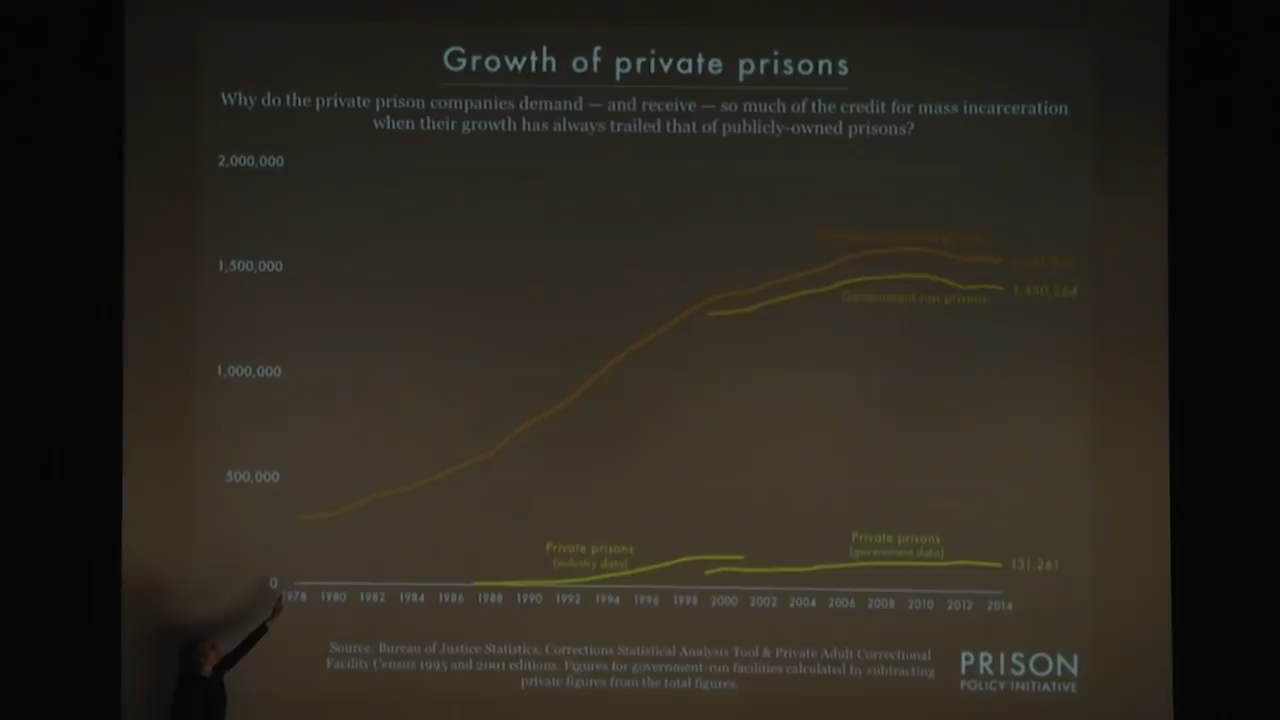 Growth of private prisons
Why do the private prison companies demand — and receive — so much of the credit for mass incarceration
when their growth has always trailed that of publicly-owned prisons?
2,000,000
1,500,000
Government run prisons
1,000,000
500,000
Private prisons
(industry data)
Private prisons
(government data)
131,261
0
1978 1980 1982 1984 1986 1988 1990 1992 1994 1996 1998 2000 2002 2004 2006 2008 2010 2012 2014
Source: Bureau of Justice Statistics, Corrections Statistical Analysis Tool & Private Adult Correctional
Facility Census 1995 and 2001 editions. Figures for government-run facilities calculated by subtracting
private figures from the total figures.
PRISON
POLICY INITIATIVE